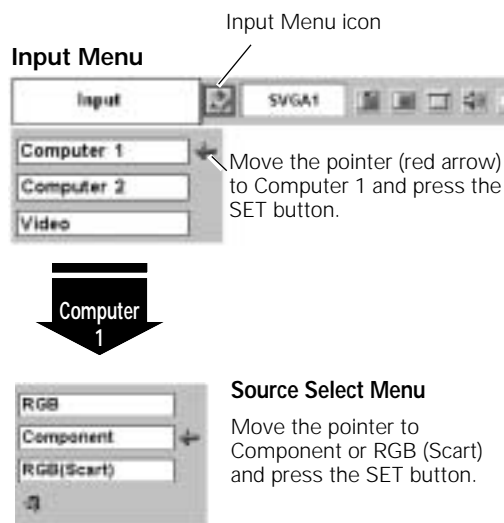 Input Menu icon
Input Menu
Input
SVGA1
Computer 1
Computer 2
Video
Move the pointer (red arrow)
to Computer 1 and press the
SET button.
Computer
1
RGB
Component
RGB(Scart)
Source Select Menu
Move the pointer to
Component or RGB (Scart)
and press the SET button.